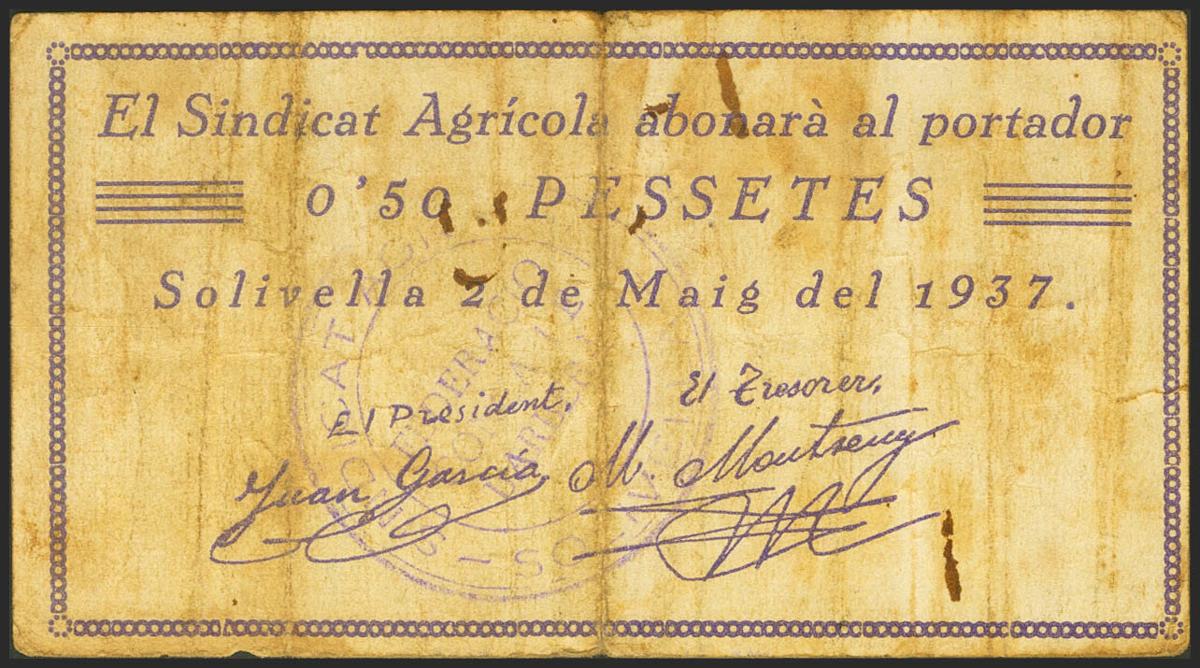 El Sindicat Agrícola abonarà al portador
0'50 PESSETES
Solivella 2 de Maig del 1937.
El President, El Tresorer,
Juan García M. Montseny